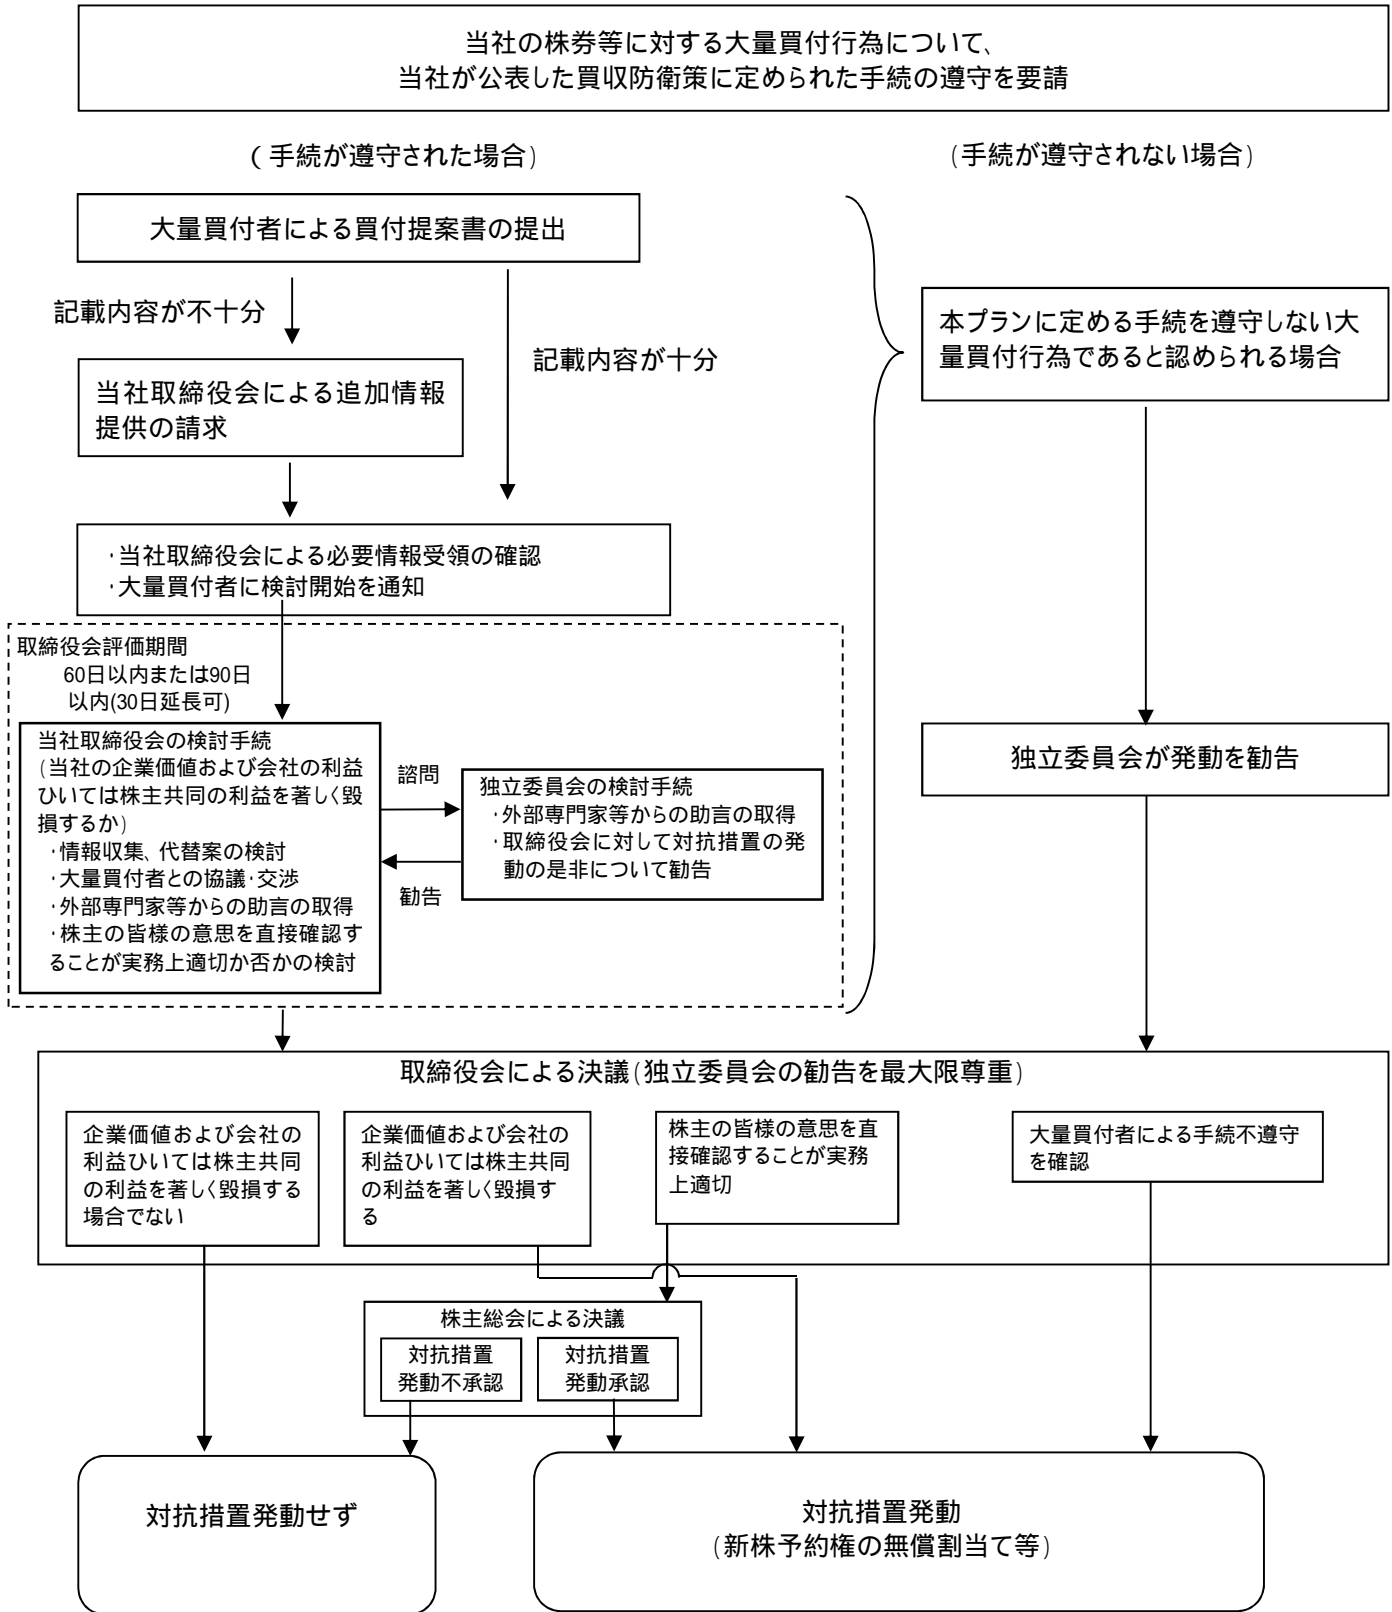 当社の株券等に対する大量買付行為について、
当社が公表した買収防衛策に定められた手続の遵守を要請
(手続が遵守された場合)
(手続が遵守されない場合)
大量買付者による買付提案書の提出
記載内容が不十分
記載内容が十分
本プランに定める手続を遵守しない大
量買付行為であると認められる場合
当社取締役会による追加情報
提供の請求
・当社取締役会による必要情報受領の確認
・大量買付者に検討開始を通知
取締役会評価期間
60日以内または90日
以内(30日延長可)
当社取締役会の検討手続
(当社の企業価値および会社の利益
ひいては株主共同の利益を著しく毀
損するか)
・情報収集、代替案の検討
・大量買付者との協議・交渉
・外部専門家等からの助言の取得
・株主の皆様の意思を直接確認す
ることが実務上適切か否かの検討
諮問
勧告
独立委員会の検討手続
・外部専門家等からの助言の取得
・取締役会に対して対抗措置の発
動の是非について勧告
独立委員会が発動を勧告
取締役会による決議(独立委員会の勧告を最大限尊重)
企業価値および会社の
利益ひいては株主共同
の利益を著しく毀損する
場合でない
企業価値および会社の
利益ひいては株主共同
の利益を著しく毀損す
る
株主の皆様の意思を直
接確認することが実務
上適切
大量買付者による手続不遵守
を確認
株主総会による決議
対抗措置
発動不承認
対抗措置
発動承認
対抗措置発動せず
対抗措置発動
(新株予約権の無償割当て等)